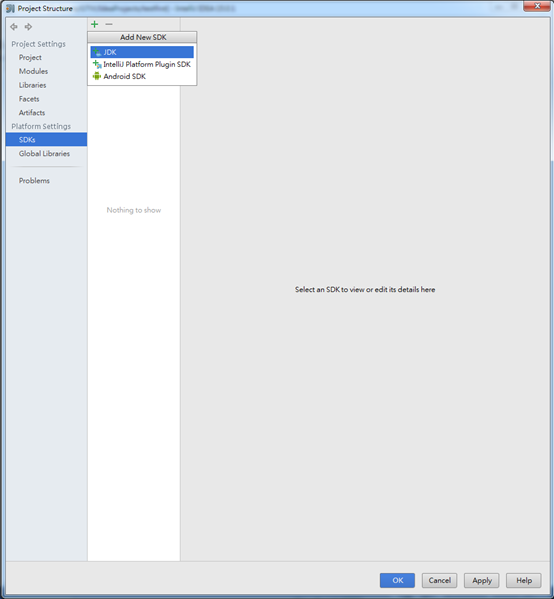 Project Structure
Add New SDK
Project Settings
JDK
Project
IntelliJ Platform Plugin SDK
Modules
Android SDK
Libraries
Facets
Artifacts
Platform Settings
SDKs
Global Libraries
Problems
Nothing to show
Select an SDK to view or edit its details here
OK
Cancel
Apply
Help